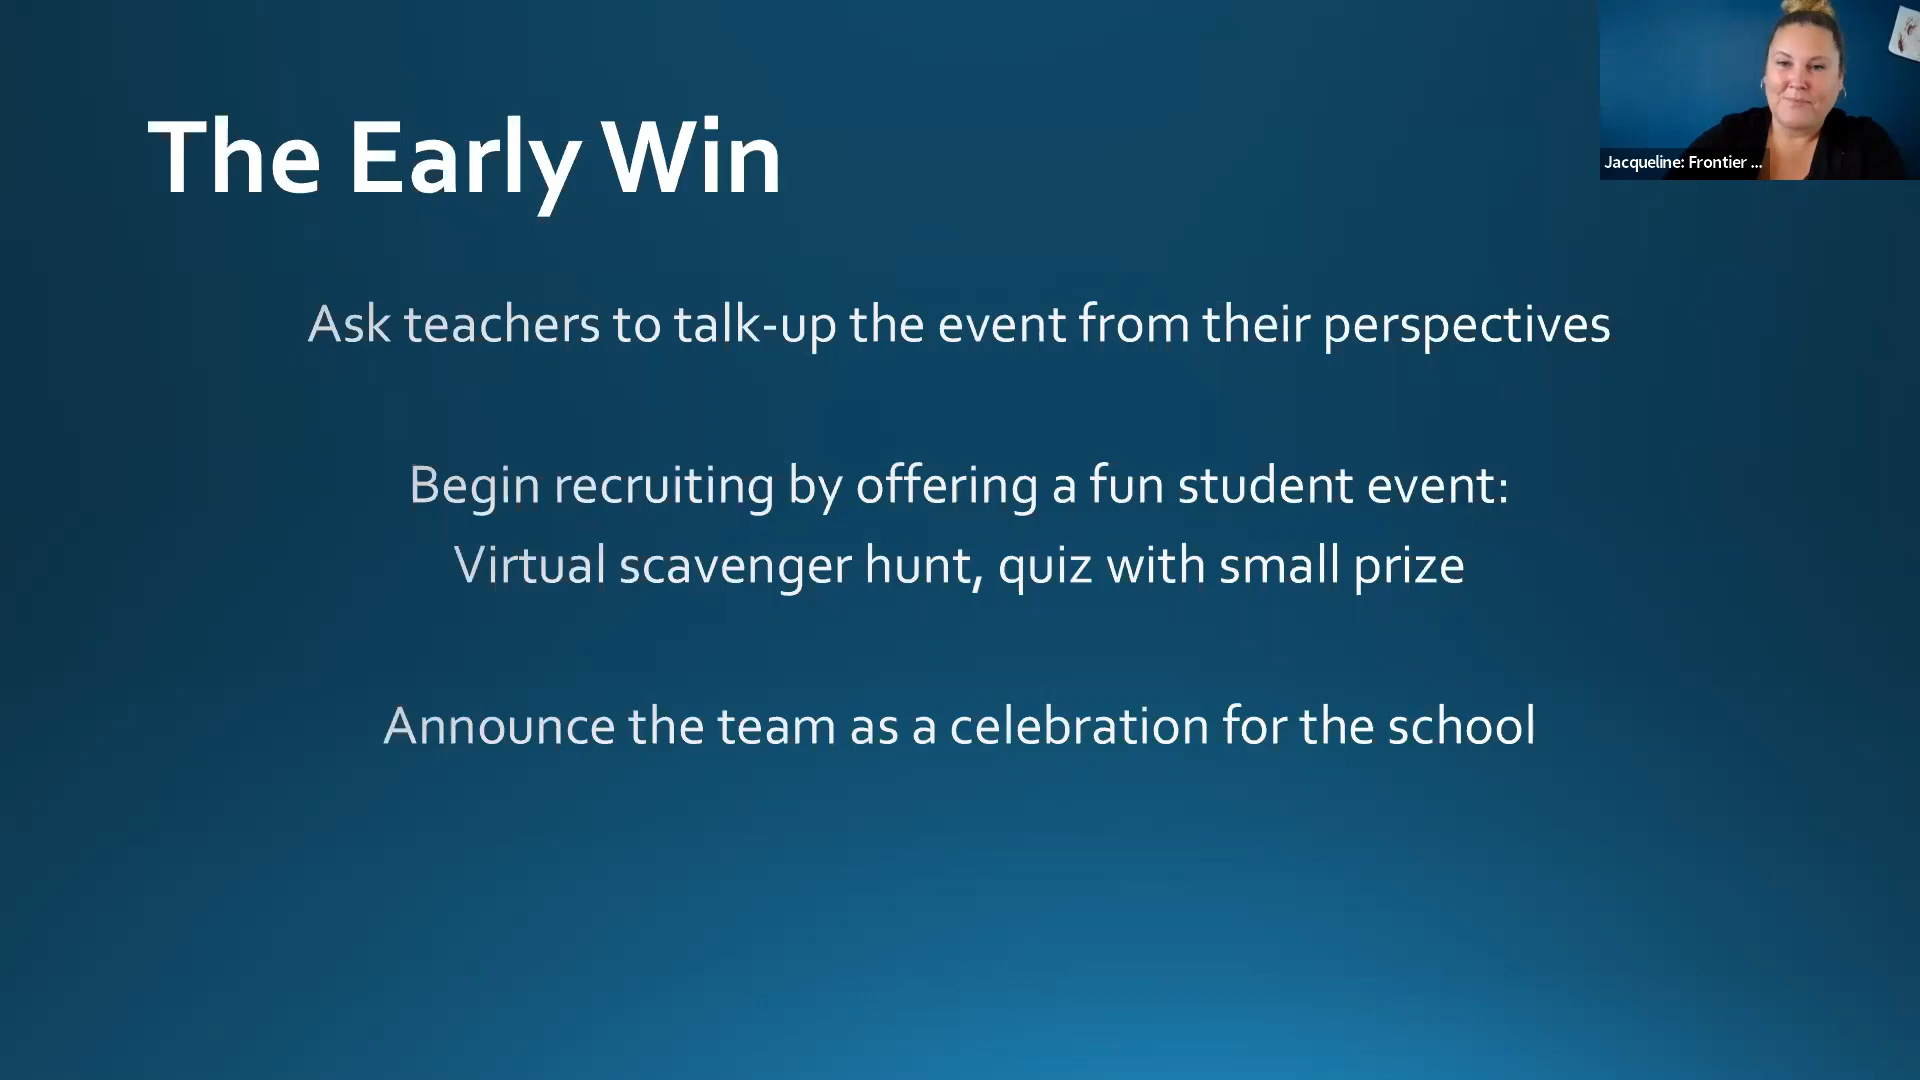 The Early Win
Jacqueline: Frontier ...
Ask teachers to talk-up the event from their perspectives
Begin recruiting by offering a fun student event:
Virtual scavenger hunt, quiz with small prize
Announce the team as a celebration for the school